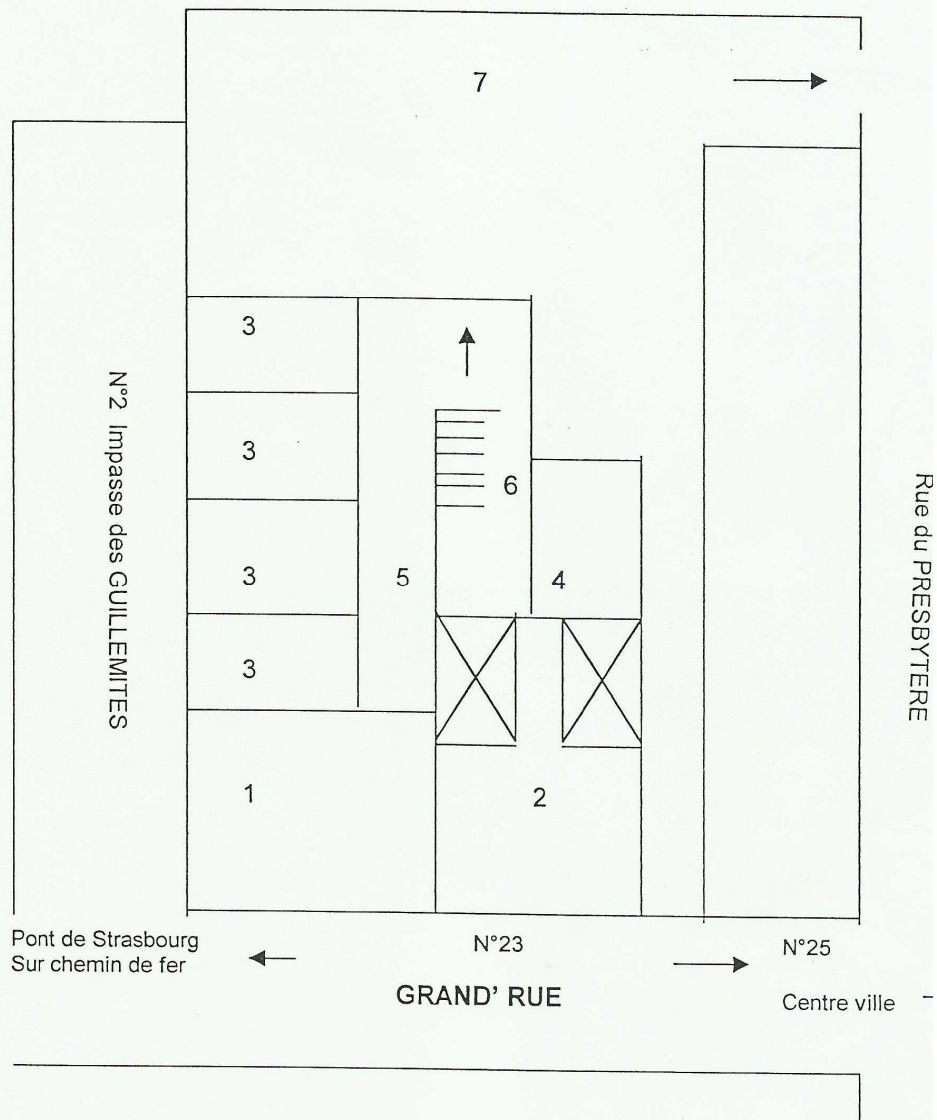 7
3
N°2 Impasse des GUILLEMITES
3
6
Rue du PRESBYTERE
3
5
4
3
1
2
Pont de Strasbourg
Sur chemin de fer
N°23
N°25
GRAND' RUE
Centre ville